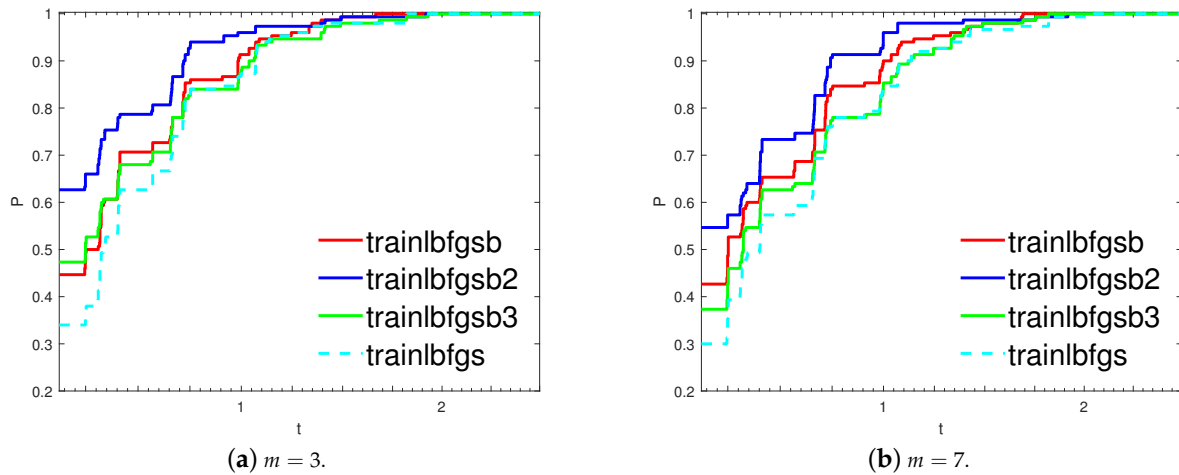 1
0.9
0.8
0.7
0.6
0.5
0.4
0.3
0.2
P
1
2
t
trainlbfgsb
trainlbfgsb2
trainlbfgsb3
trainlbfgs
(a) m = 3.
1
0.9
0.8
0.7
0.6
0.5
0.4
0.3
0.2
P
1
2
t
trainlbfgsb
trainlbfgsb2
trainlbfgsb3
trainlbfgs
(b) m = 7.